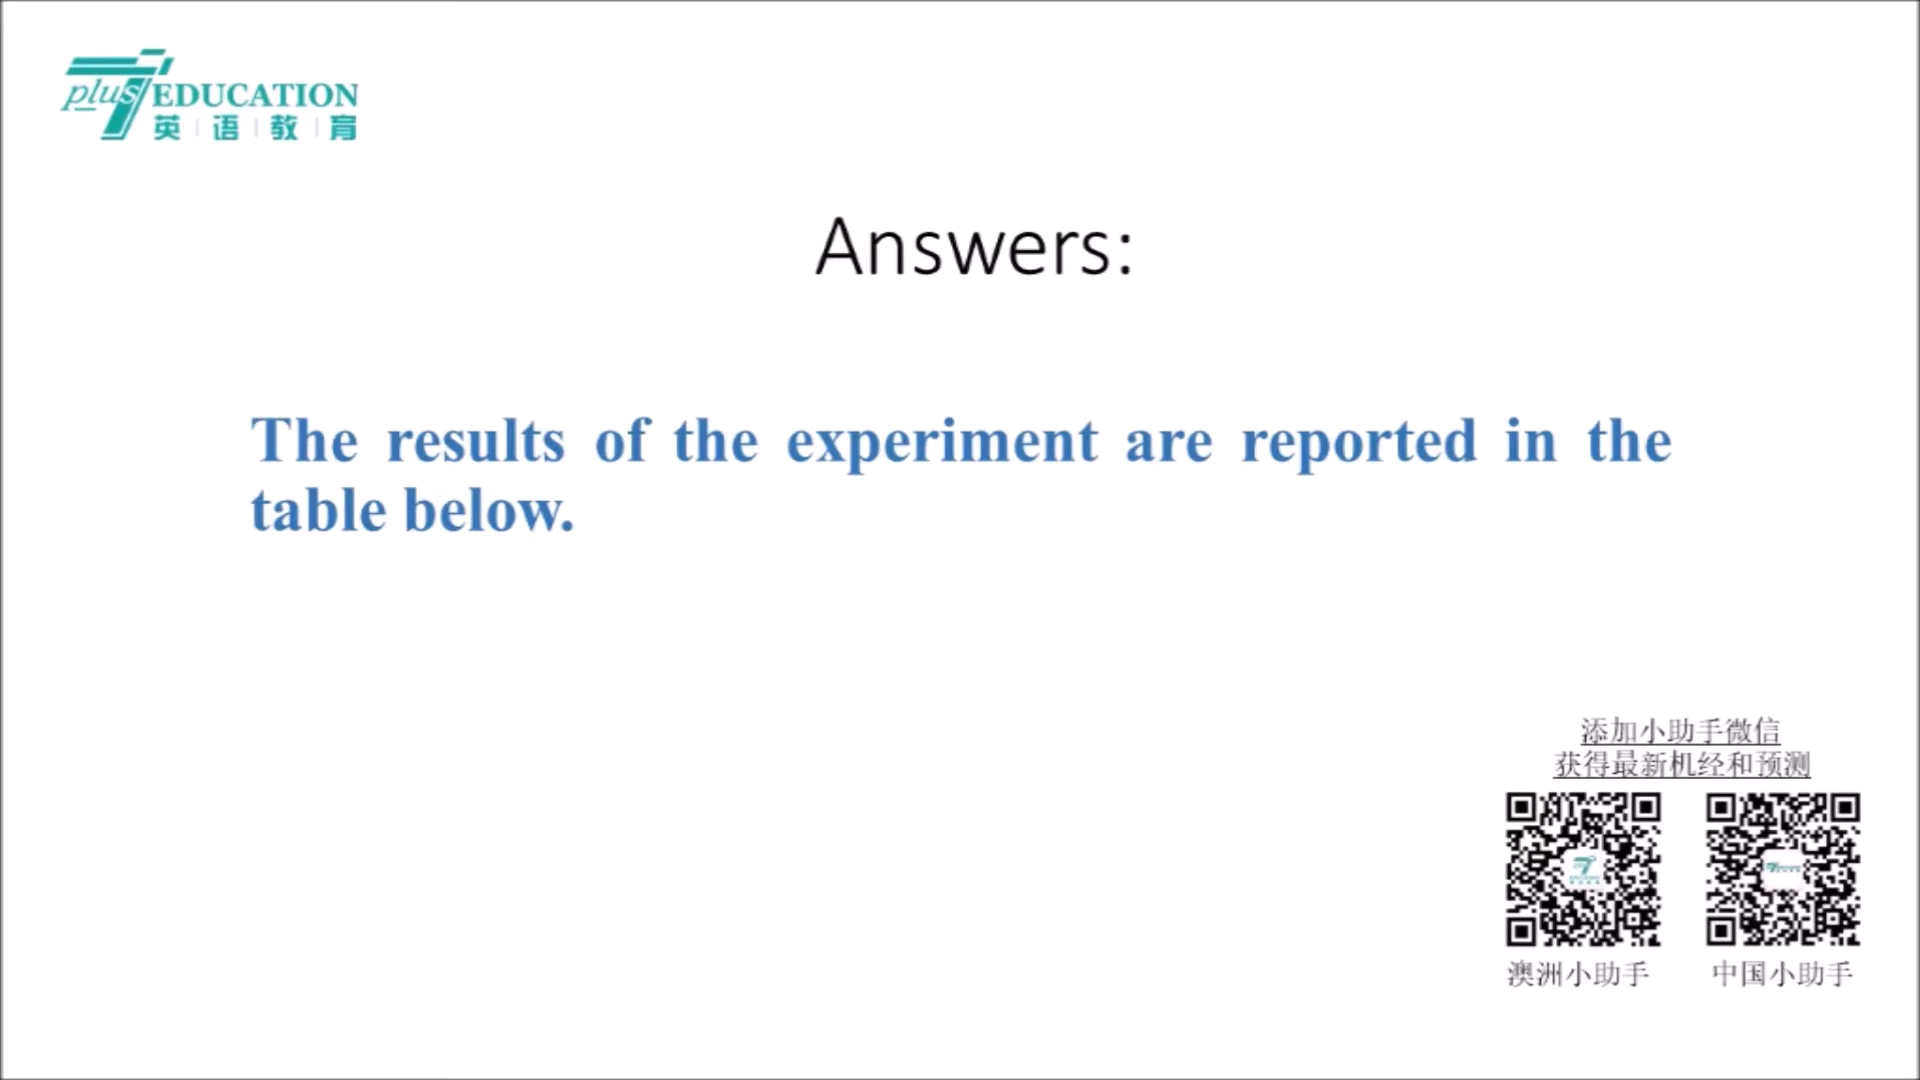 plus 7 EDUCATION
英 | 语 | 教 | 育
Answers:
The results of the experiment are reported in the
table below.
添加小助手微信
获得最新机经和预测
澳洲小助手
中国小助手